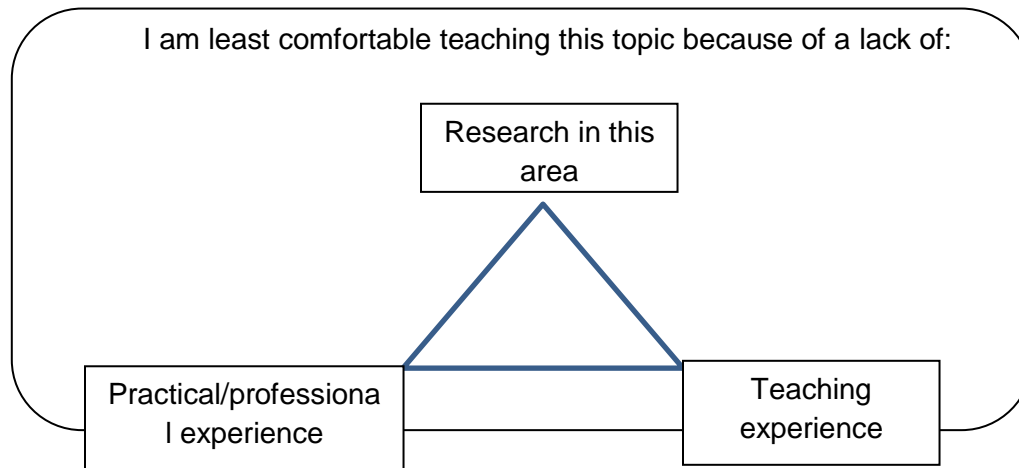 I am least comfortable teaching this topic because of a lack of:
Research in this
area
Practical/professiona
l experience
Teaching
experience